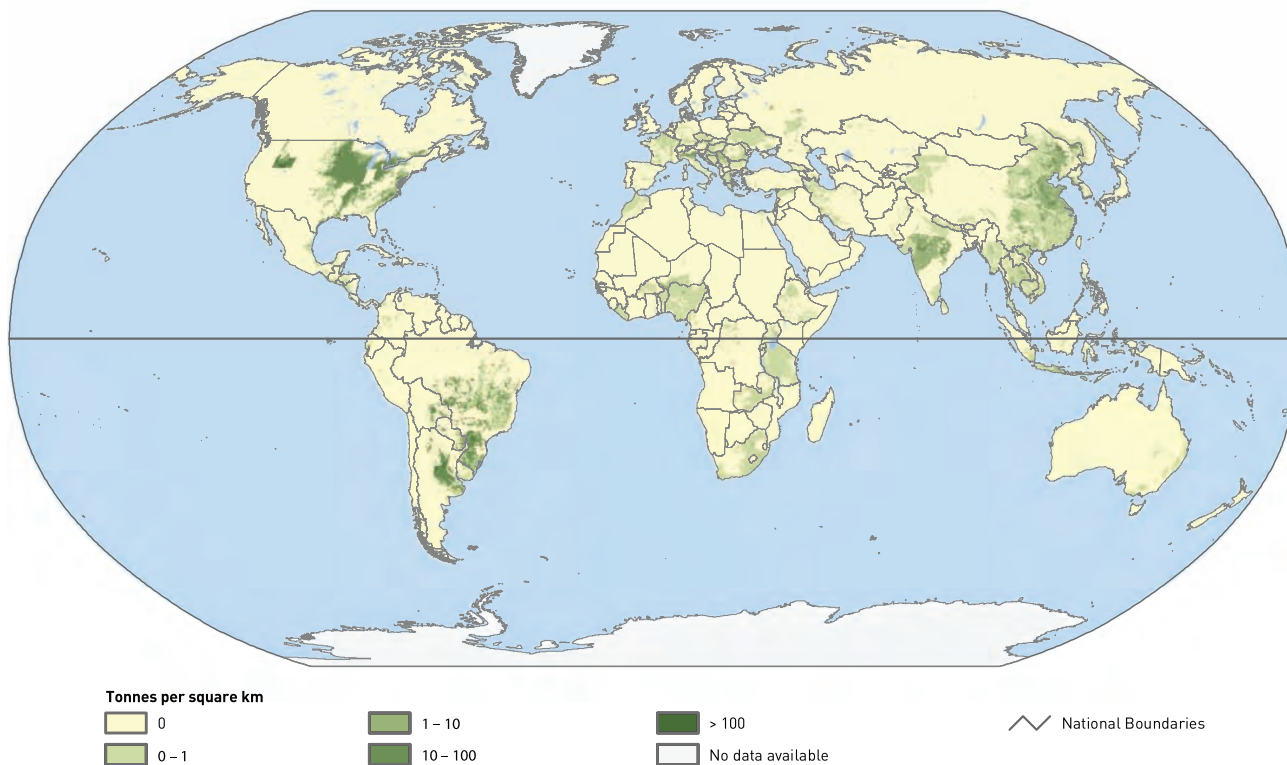 Tonnes per square km
0
1 – 10
> 100
National Boundaries
0 – 1
10 – 100
No data available